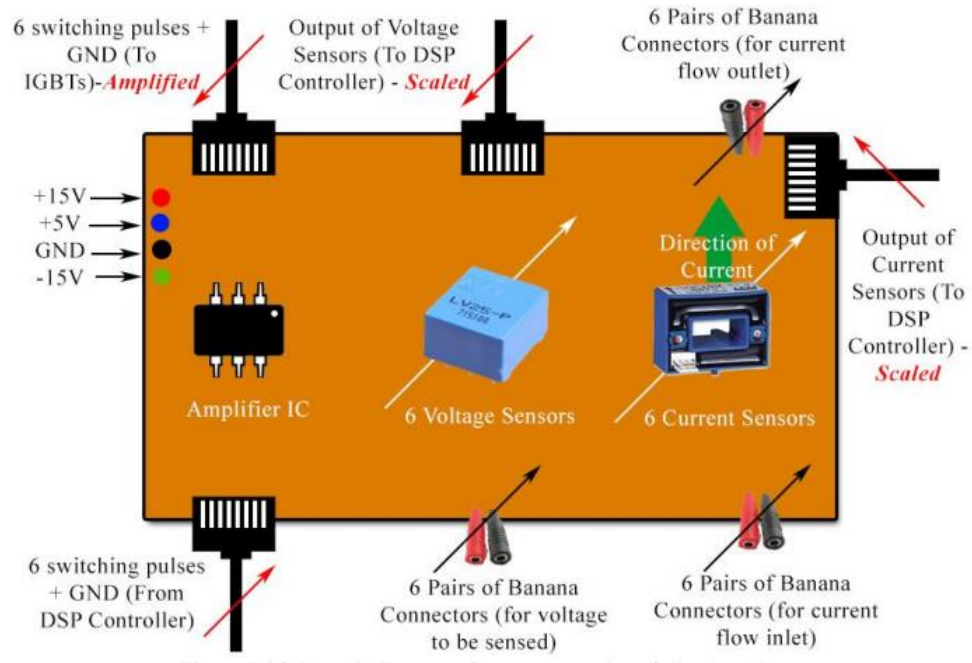 6 switching pulses +
GND (To
IGBTs)-Amplified
Output of Voltage
Sensors (To DSP
Controller) - Scaled
6 Pairs of Banana
Connectors (for current
flow outlet)
+15V
+5V
GND
-15V
Direction of
Current
Output of
Current
Sensors (To
DSP
Controller) -
Scaled
LV25-P
Amplifier IC
6 Voltage Sensors
6 Current Sensors
6 switching pulses
+ GND (From
DSP Controller)
6 Pairs of Banana
Connectors (for voltage
to be sensed)
6 Pairs of Banana
Connectors (for current
flow inlet)